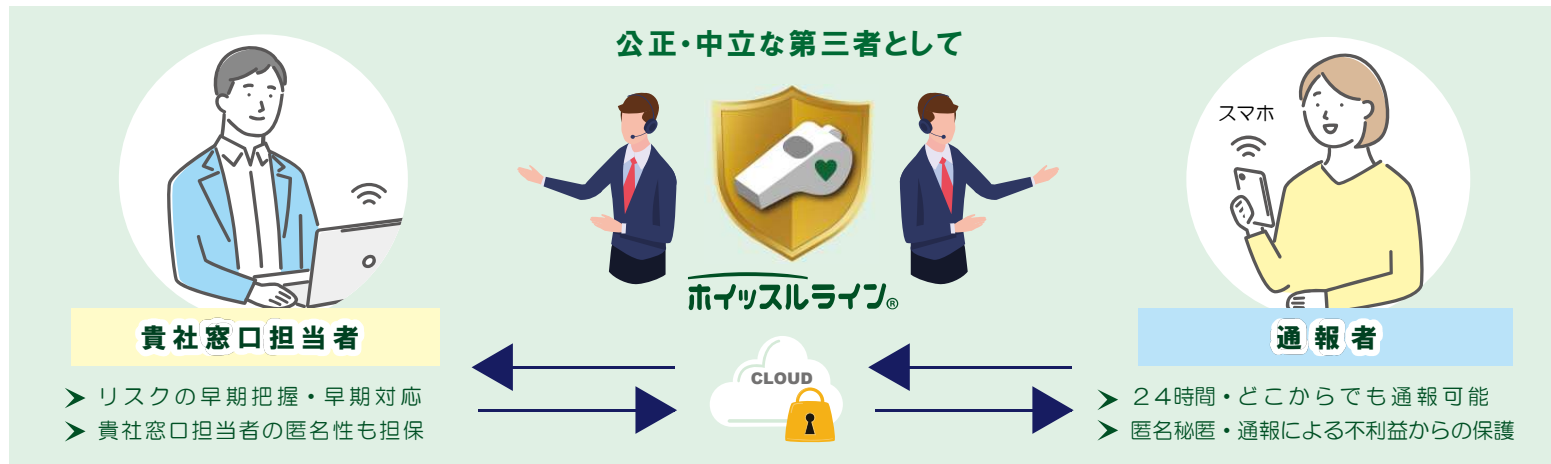 公正・中立な第三者として
スマホ
ホイッスルライン®
貴社窓口担当者
通報者
CLOUD
➤ リスクの早期把握・早期対応
➤ 貴社窓口担当者の匿名性も担保
➤ 24時間・どこからでも通報可能
➤ 匿名秘匿・通報による不利益からの保護